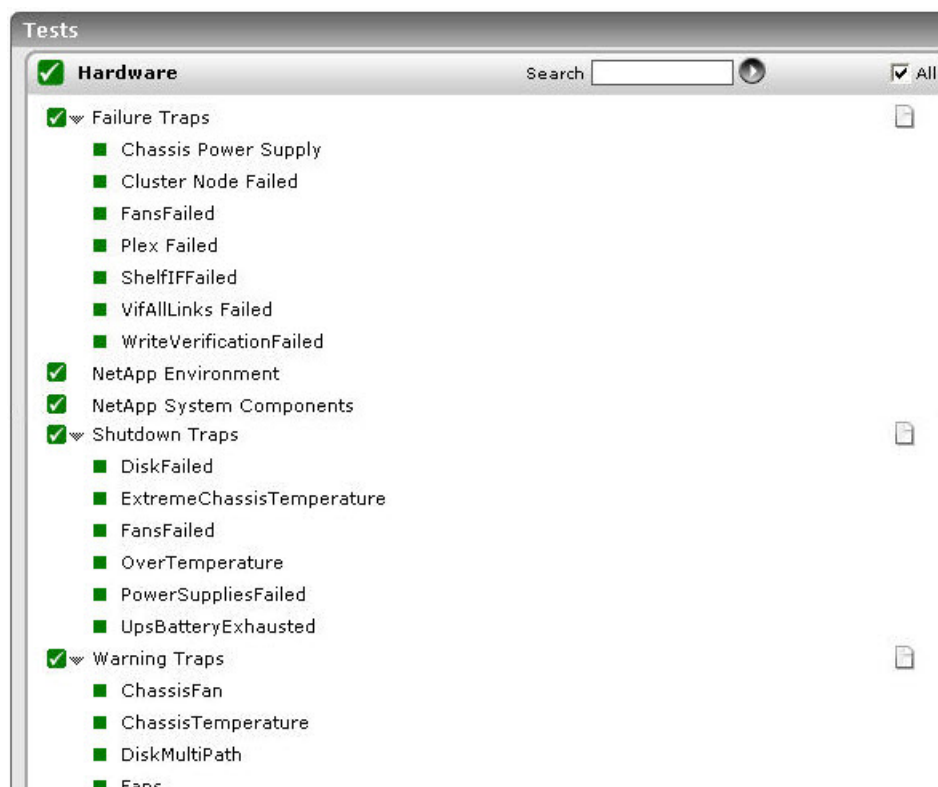 Tests
Hardware Search All
Failure Traps
Chassis Power Supply
Cluster Node Failed
FansFailed
Plex Failed
ShelfIFFailed
VifAllLinks Failed
WriteVerificationFailed
NetApp Environment
NetApp System Components
Shutdown Traps
DiskFailed
ExtremeChassisTemperature
FansFailed
OverTemperature
PowerSuppliesFailed
UpsBatteryExhausted
Warning Traps
ChassisFan
ChassisTemperature
DiskMultiPath
Fans